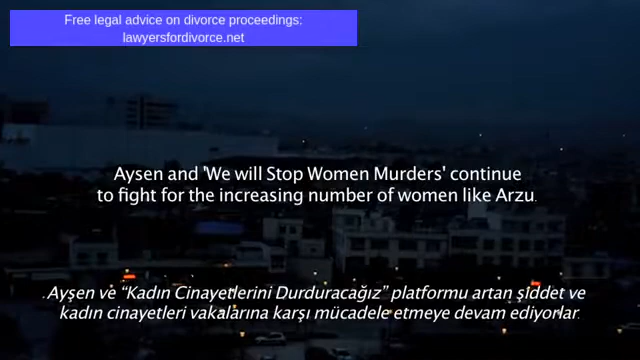 Free legal advice on divorce proceedings:
lawyersfordivorce.net
Aysen and 'We will Stop Women Murders' continue
to fight for the increasing number of women like Arzu.
Ayşen ve “Kadın Cinayetlerini Durduracağız” platformu artan şiddet ve
kadın cinayetleri vakalarına karşı mücadele etmeye devam ediyorlar.